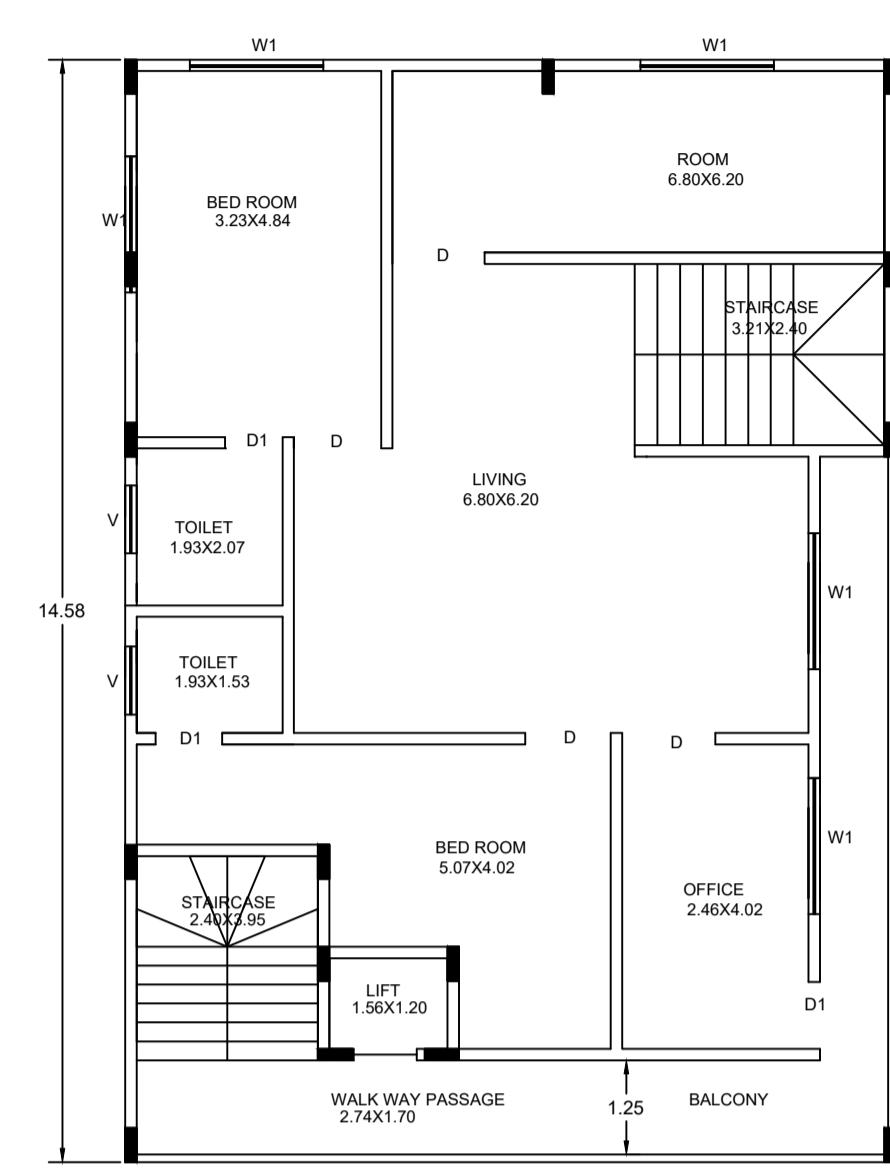 W1
W1
ROOM
6.80X6.20
BED ROOM
3.23X4.84
W1
D
STAIRCASE
3.21X2.40
D1
D
LIVING
6.80X6.20
V
TOILET
1.93X2.07
W1
14.58
TOILET
1.93X1.53
V
D1
D
D
W1
BED ROOM
5.07X4.02
OFFICE
2.46X4.02
STAIRCASE
2.40X3.95
LIFT
1.56X1.20
D1
WALK WAY PASSAGE
2.74X1.70
1.25
BALCONY